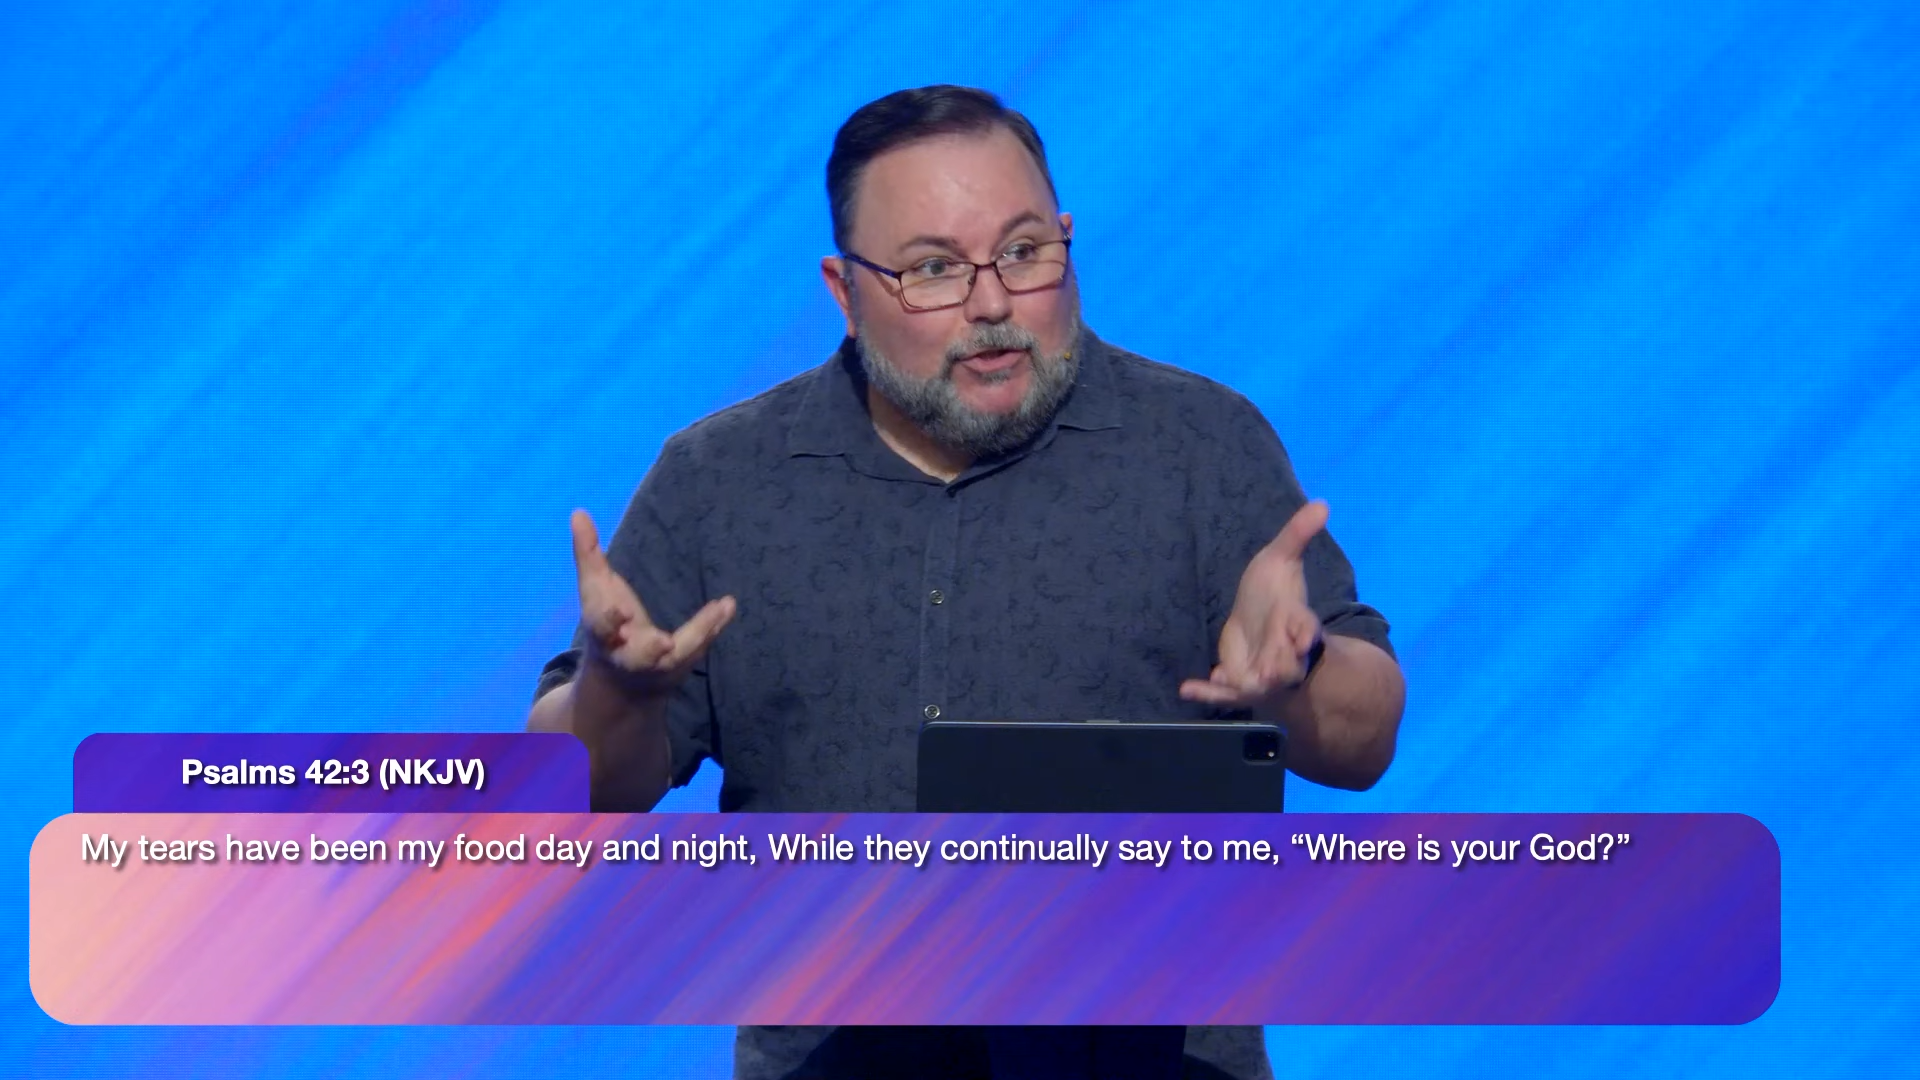 Psalms 42:3 (NKJV)
My tears have been my food day and night, While they continually say to me, “Where is your God?”